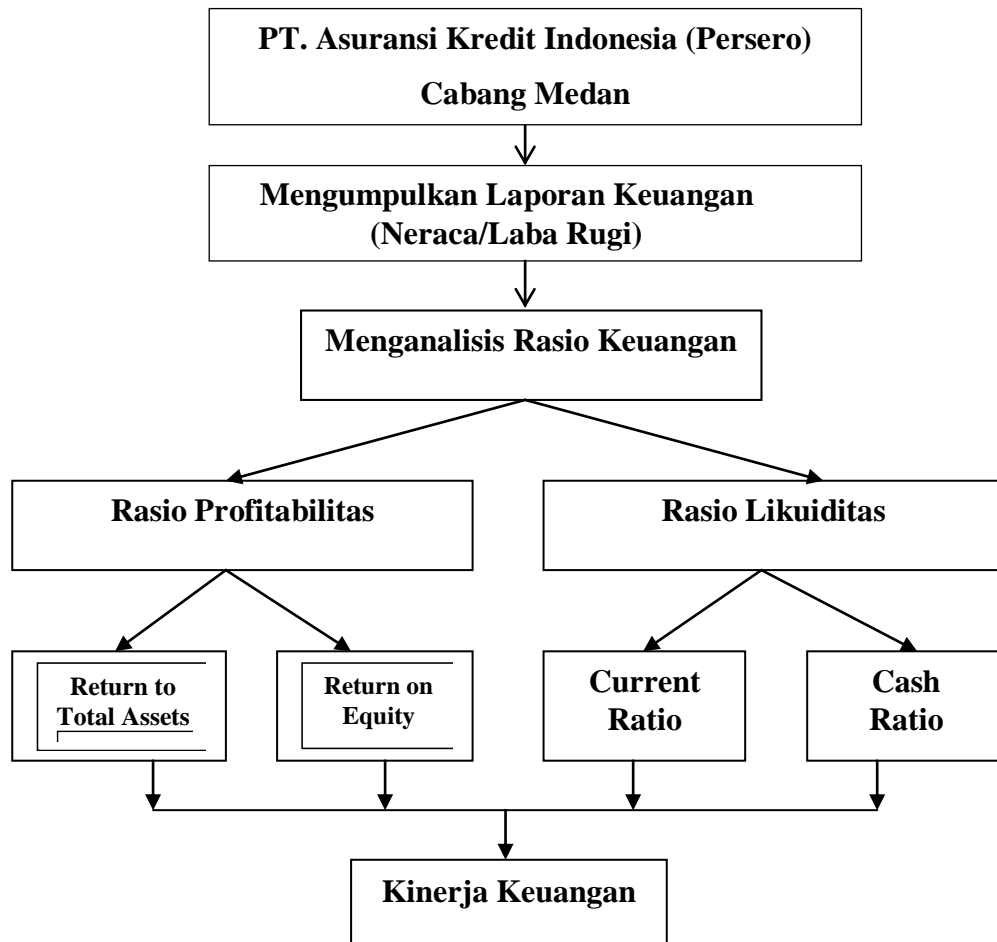 PT. Asuransi Kredit Indonesia (Persero)
Cabang Medan
Mengumpulkan Laporan Keuangan
(Neraca/Laba Rugi)
Menganalisis Rasio Keuangan
Rasio Profitabilitas
Rasio Likuiditas
Return to
Total Assets
Return on
Equity
Current
Ratio
Cash
Ratio
Kinerja Keuangan